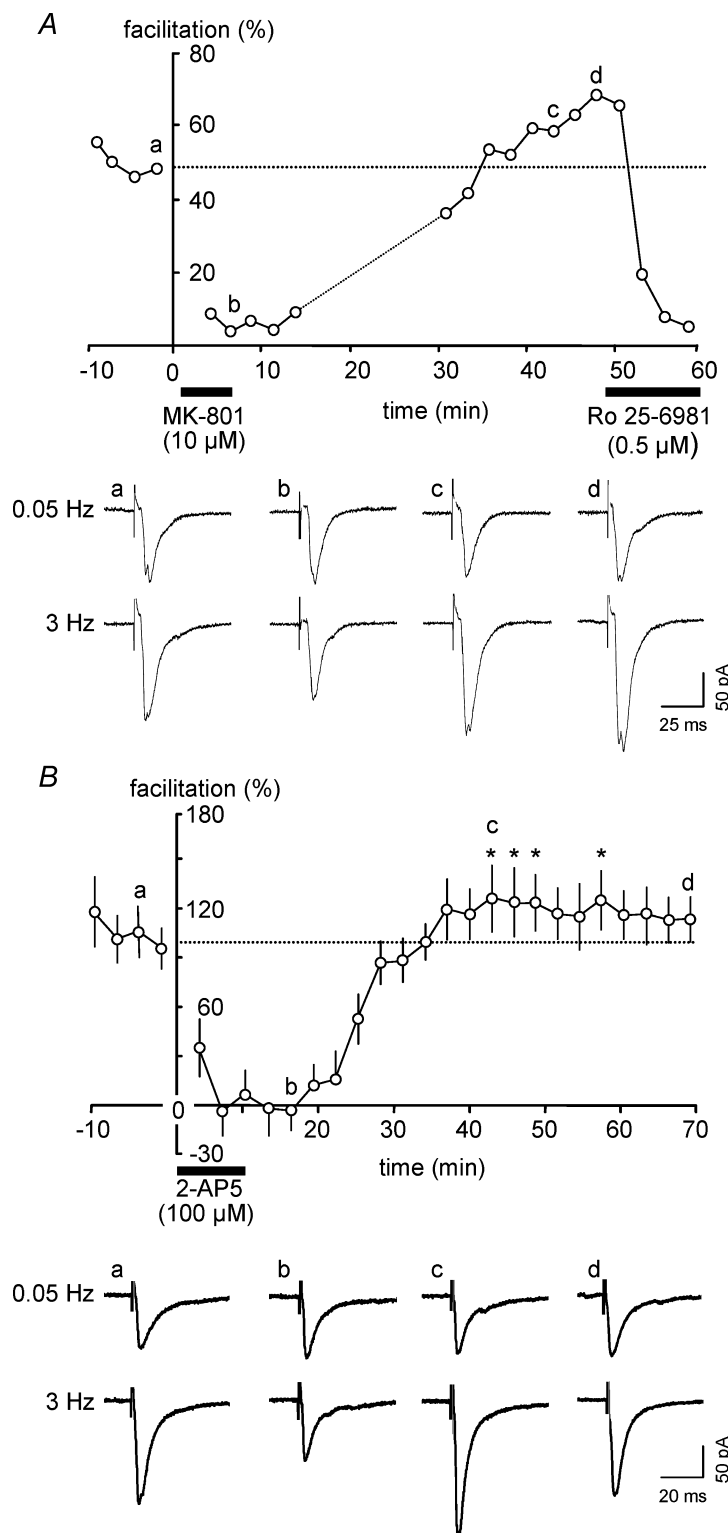 A
facilitation (%)
80
60
40
20
a
b
c
d
-10 0 10 20 30 40 50 60
MK-801
(10 µM)
time (min)
Ro 25-6981
(0.5 µM)
a b c d
0.05 Hz
3 Hz
50 pA
25 ms
B
facilitation (%)
180
120
60
0
-30
a
b
c
* * * *
d
-10 20 30 40 50 60 70
time (min)
2-AP5
(100 µM)
a b c d
0.05 Hz
3 Hz
50 pA
20 ms